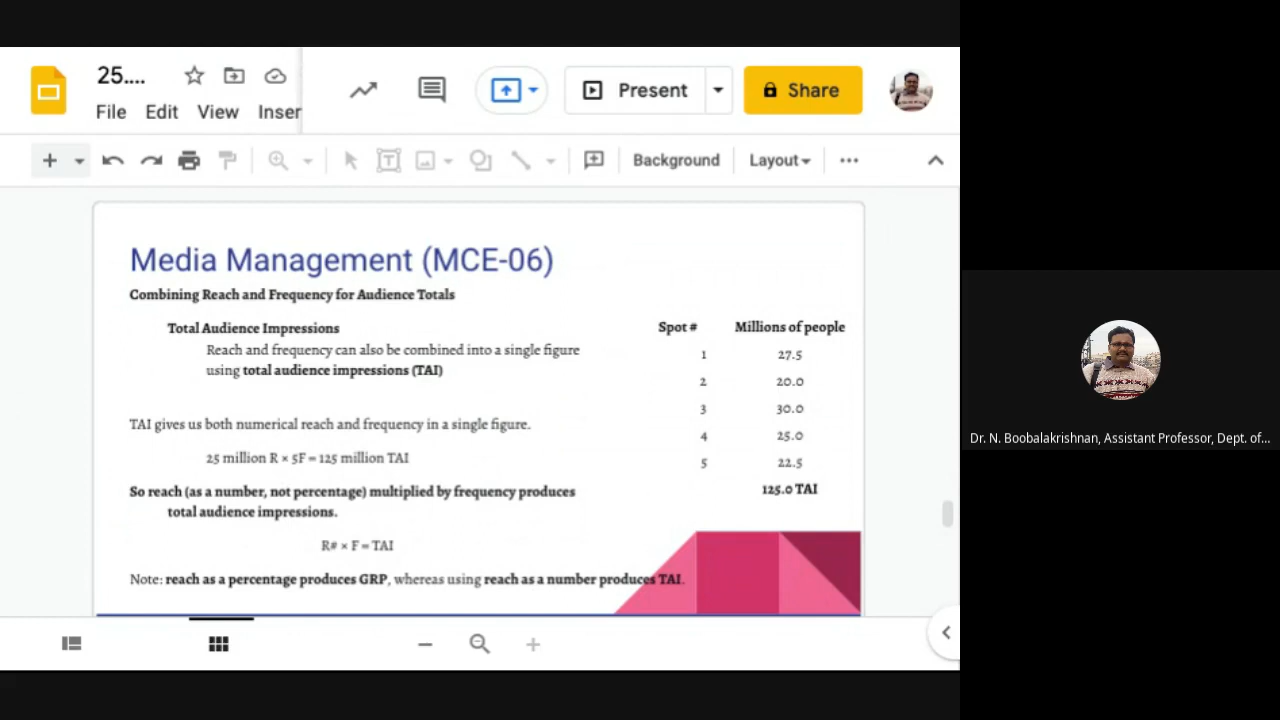 25....
File Edit View Inser
Present
Share
Background Layout
Media Management (MCE-06)
Combining Reach and Frequency for Audience Totals
Total Audience Impressions
Reach and frequency can also be combined into a single figure
using total audience impressions (TAI)
TAI gives us both numerical reach and frequency in a single figure.
25 million R × 5F = 125 million TAI
So reach (as a number, not percentage) multiplied by frequency produces
total audience impressions.
R# × F = TAI
Note: reach as a percentage produces GRP, whereas using reach as a number produces TAI.
Spot # Millions of people
1 27.5
2 20.0
3 30.0
4 25.0
5 22.5
125.0 TAI
Dr. N. Boobalakrishnan, Assistant Professor, Dept. of...